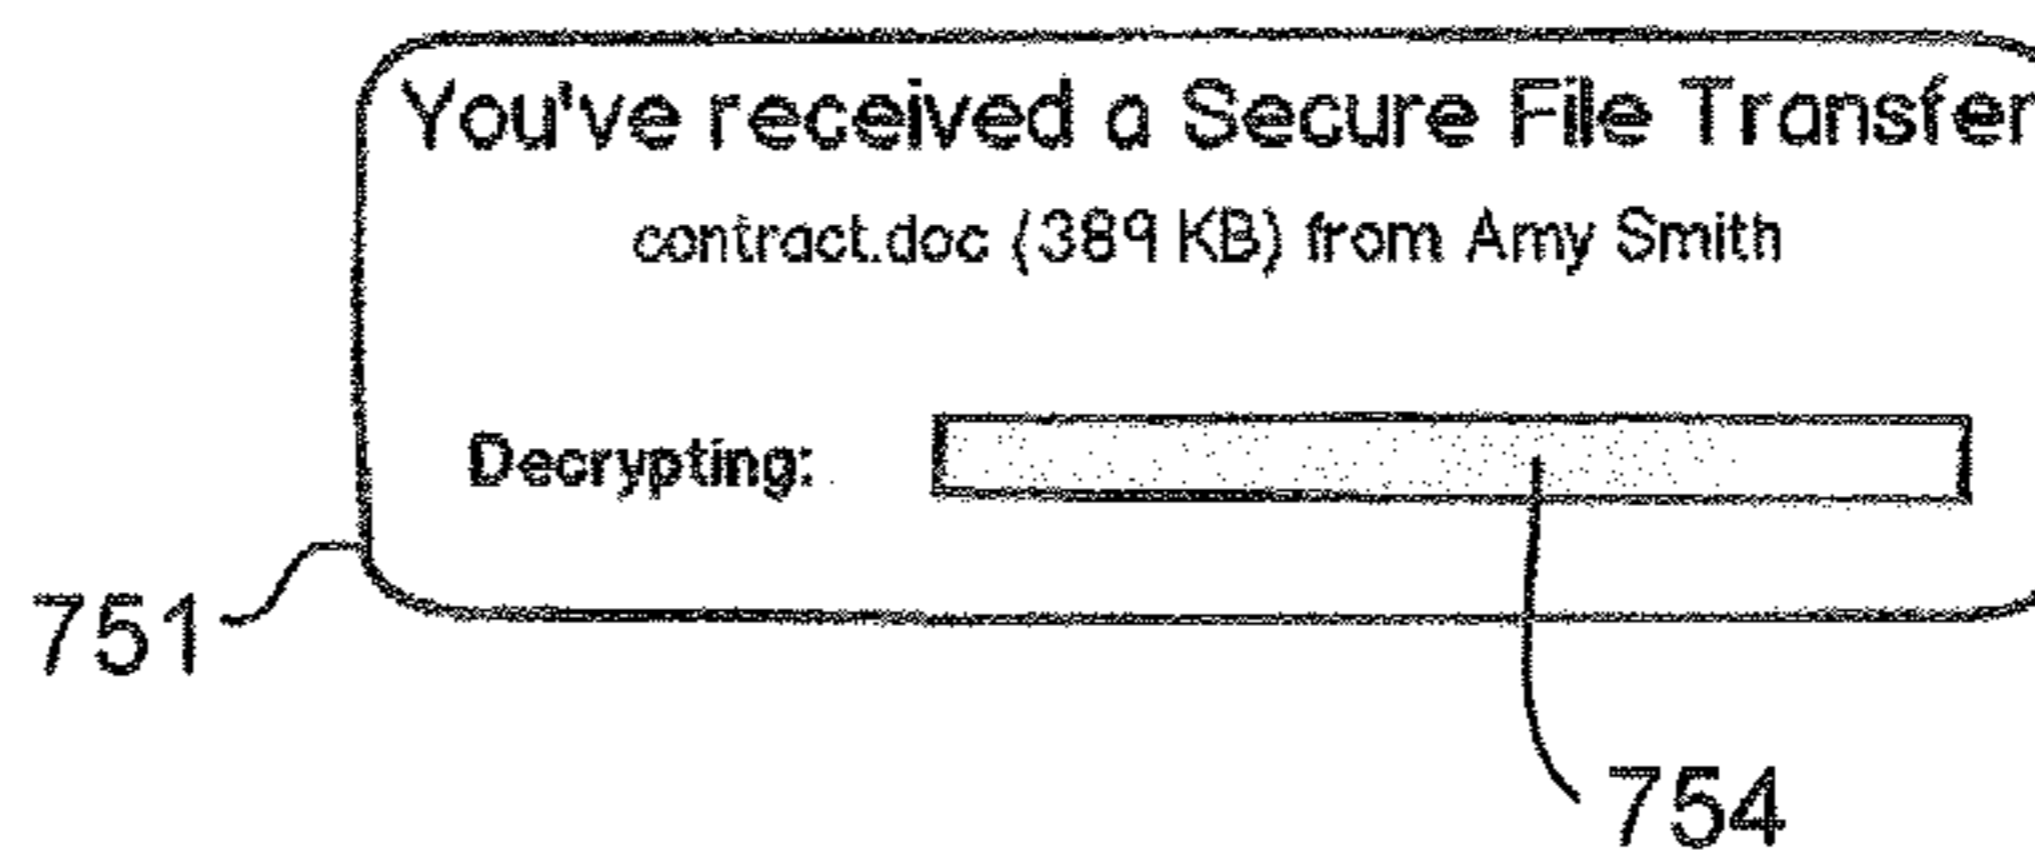 You've received a Secure File Transfer
contract.doc (389 KB) from Amy Smith
Decrypting:
751
754